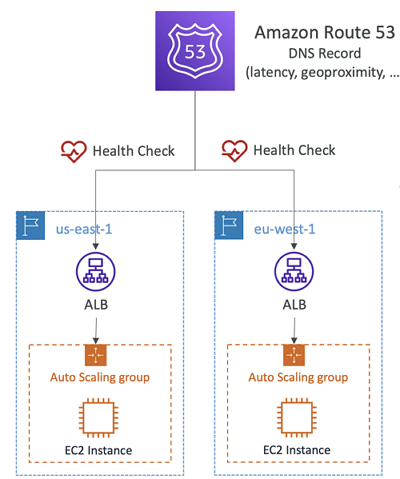 53
Amazon Route 53
DNS Record
(latency, geoproximity, ...
Health Check
Health Check
us-east-1
eu-west-1
ALB
ALB
Auto Scaling group
Auto Scaling group
EC2 Instance
EC2 Instance